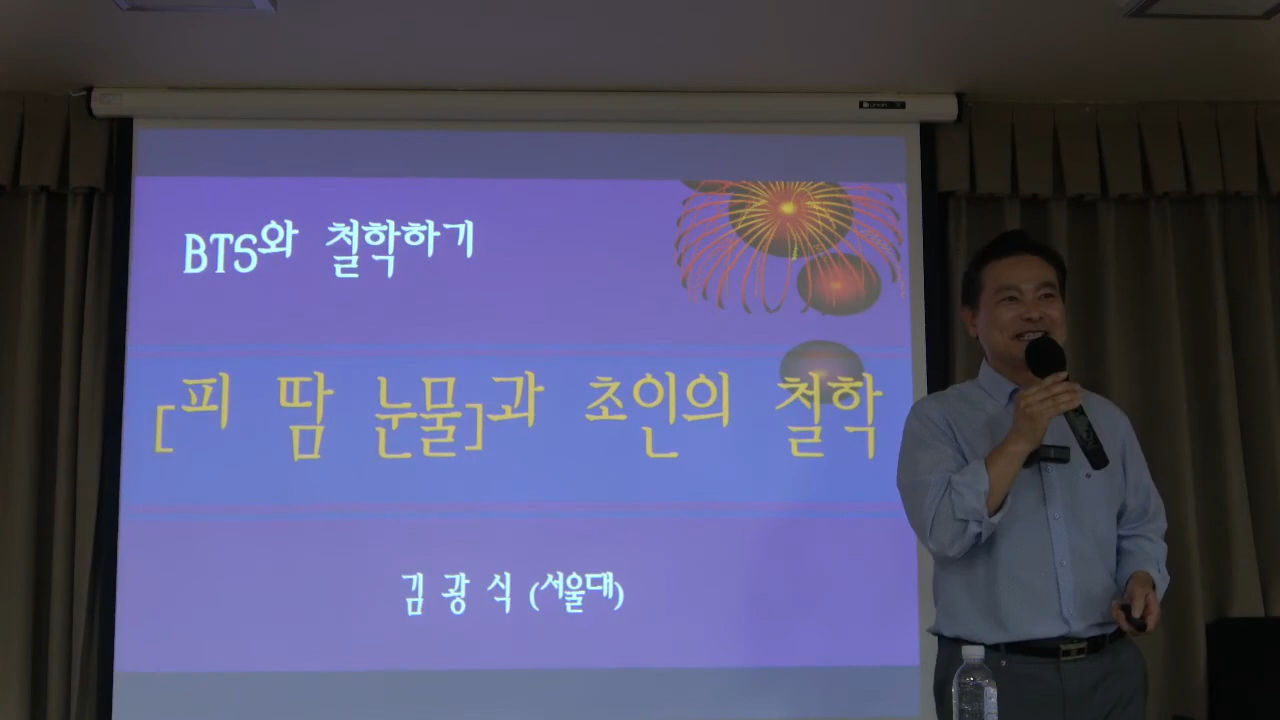 BTS와 철학하기
[피 땀 눈물]과 초인의 철학
김 광 식 (서울대)